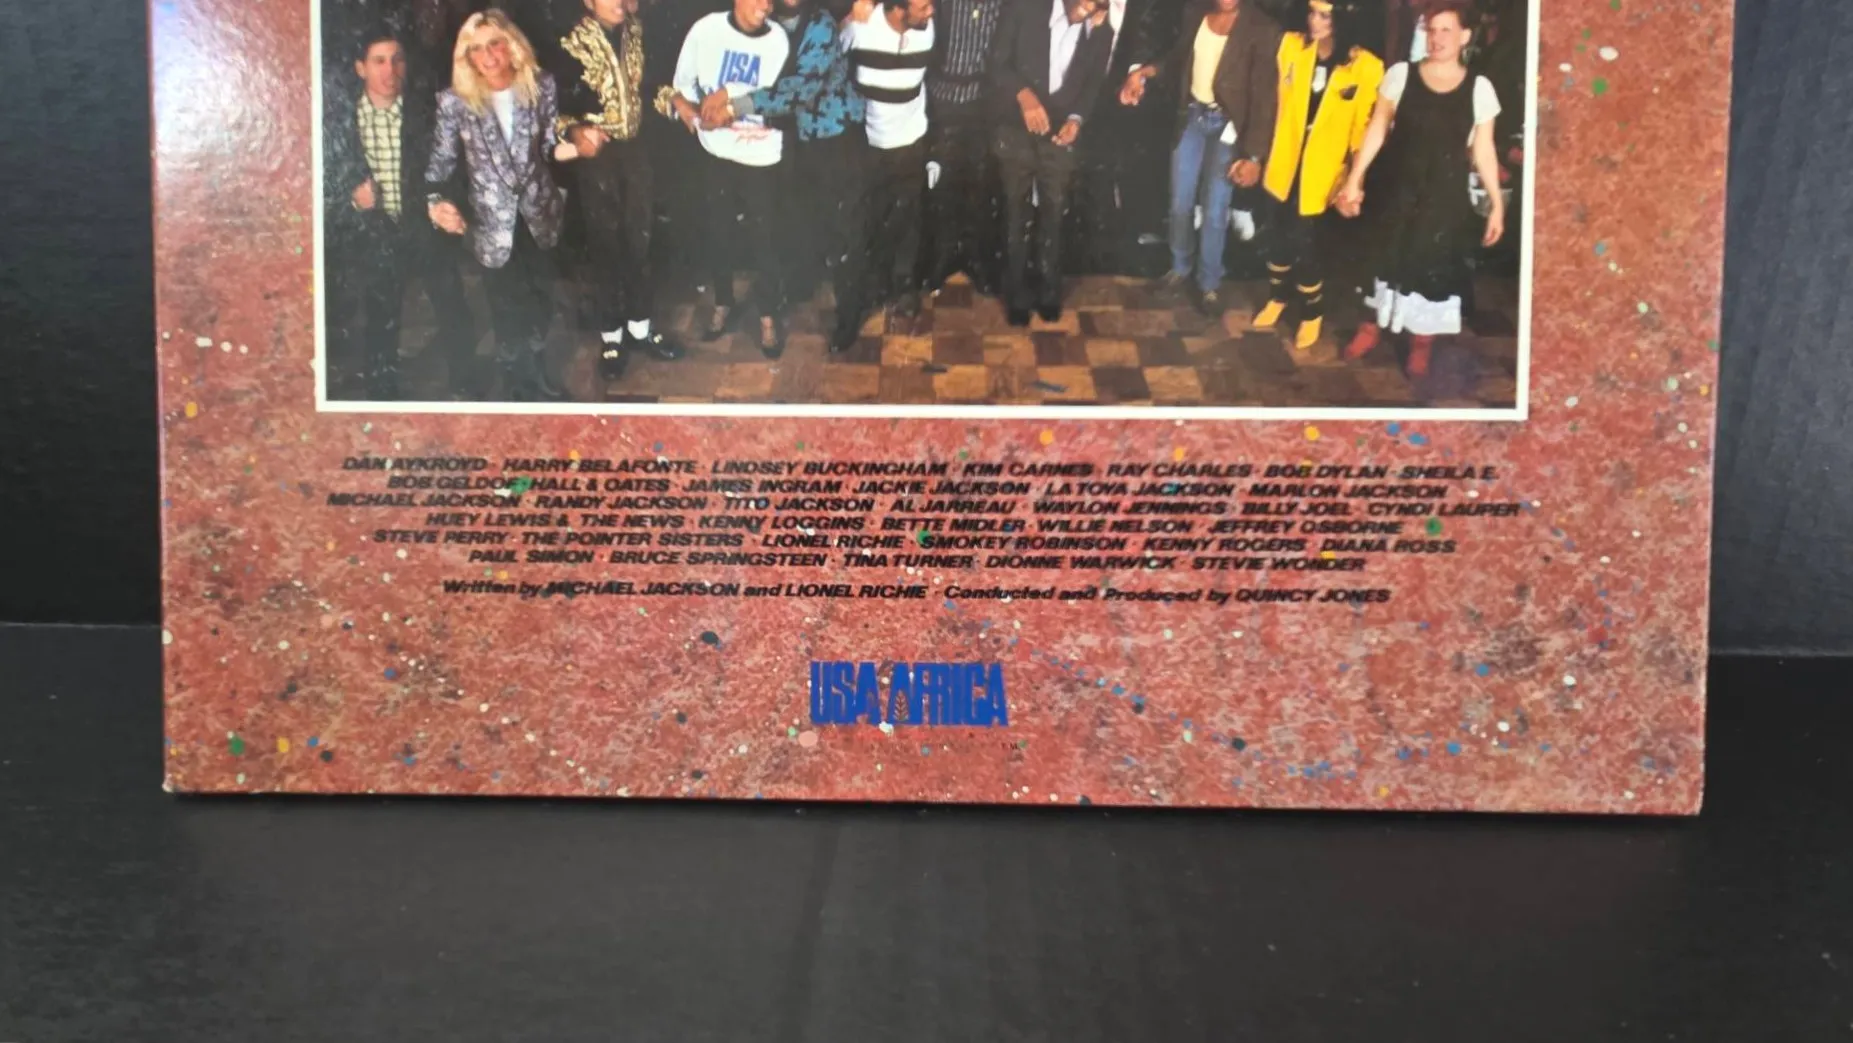 USA
DAN AYKROYD · HARRY BELAFONTE · LINDSEY BUCKINGHAM · KIM CARNES · RAY CHARLES · BOB DYLAN · SHEILA E.
BOB GELDOF · HALL & OATES · JAMES INGRAM · JACKIE JACKSON · LA TOYA JACKSON · MARLON JACKSON
MICHAEL JACKSON · RANDY JACKSON · TITO JACKSON · AL JARREAU · WAYLON JENNINGS · BILLY JOEL · CYNDI LAUPER
HUEY LEWIS & THE NEWS · KENNY LOGGINS · BETTE MIDLER · WILLIE NELSON · JEFFREY OSBORNE
STEVE PERRY · THE POINTER SISTERS · LIONEL RICHIE · SMOKEY ROBINSON · KENNY ROGERS · DIANA ROSS
PAUL SIMON · BRUCE SPRINGSTEEN · TINA TURNER · DIONNE WARWICK · STEVIE WONDER
Written by MICHAEL JACKSON and LIONEL RICHIE · Conducted and Produced by QUINCY JONES
USA AFRICA